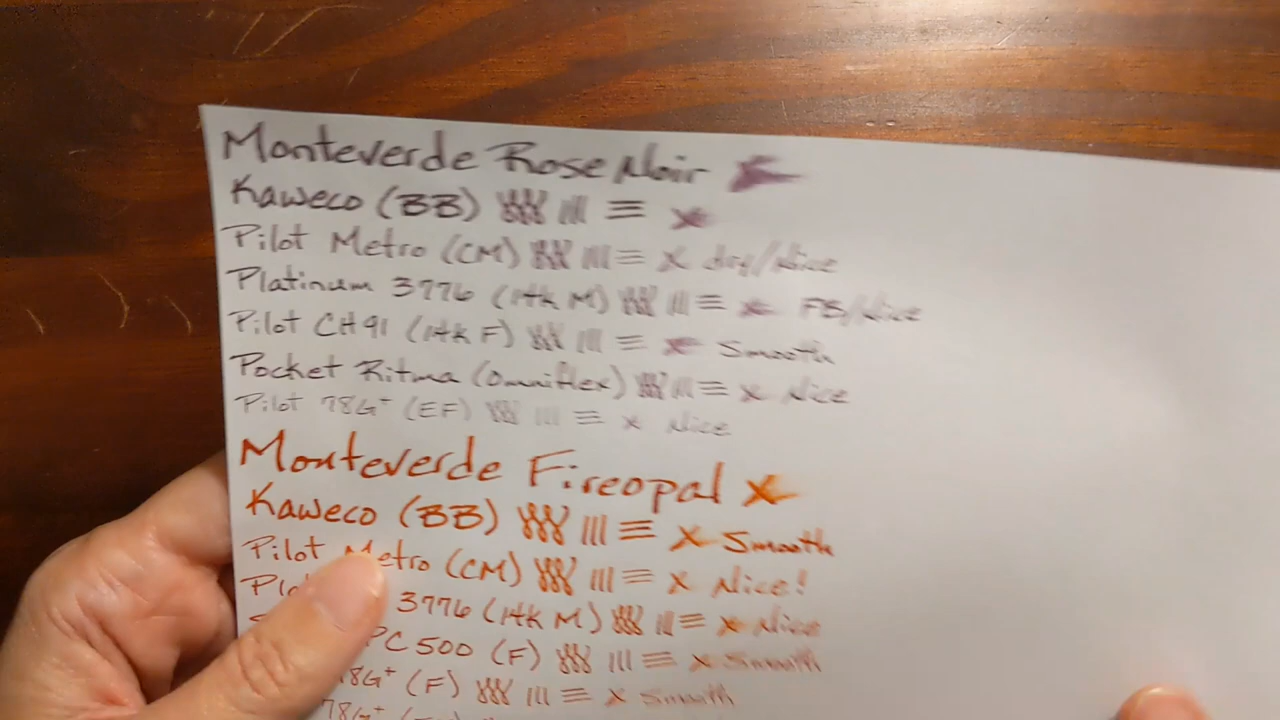 Monteverde Rose Noir
Kaweco (BB)
Pilot Metro (CM) dry/Nice
Platinum 3776 (14k M) FB/Nice
Pilot CH91 (14k F) Smooth
Pocket Ritma (Omniflex) Nice
Pilot 78G+ (EF) Nice
Monteverde Fireopal
Kaweco (BB) Smooth
Pilot Metro (CM) Nice!
3776 (14k M) Nice
PC500 (F) Smooth
78G+ (F) Smooth
78G+